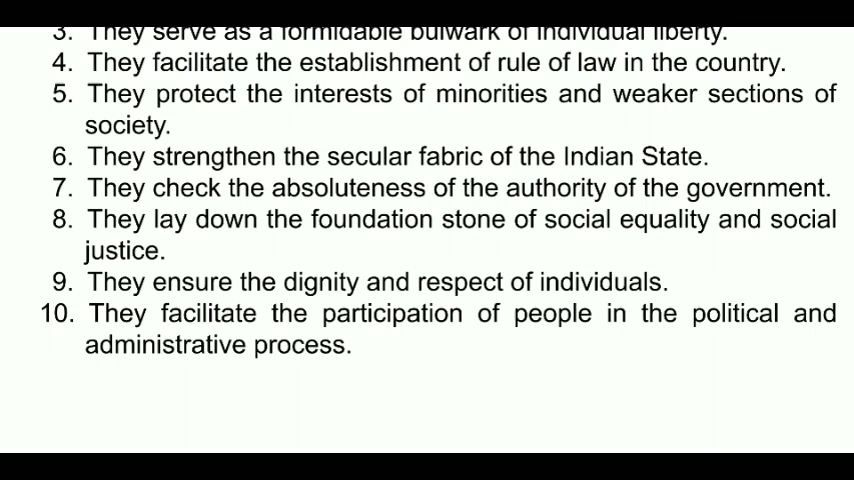 3. They serve as a formidable bulwark of individual liberty.
4. They facilitate the establishment of rule of law in the country.
5. They protect the interests of minorities and weaker sections of
society.
6. They strengthen the secular fabric of the Indian State.
7. They check the absoluteness of the authority of the government.
8. They lay down the foundation stone of social equality and social
justice.
9. They ensure the dignity and respect of individuals.
10. They facilitate the participation of people in the political and
administrative process.